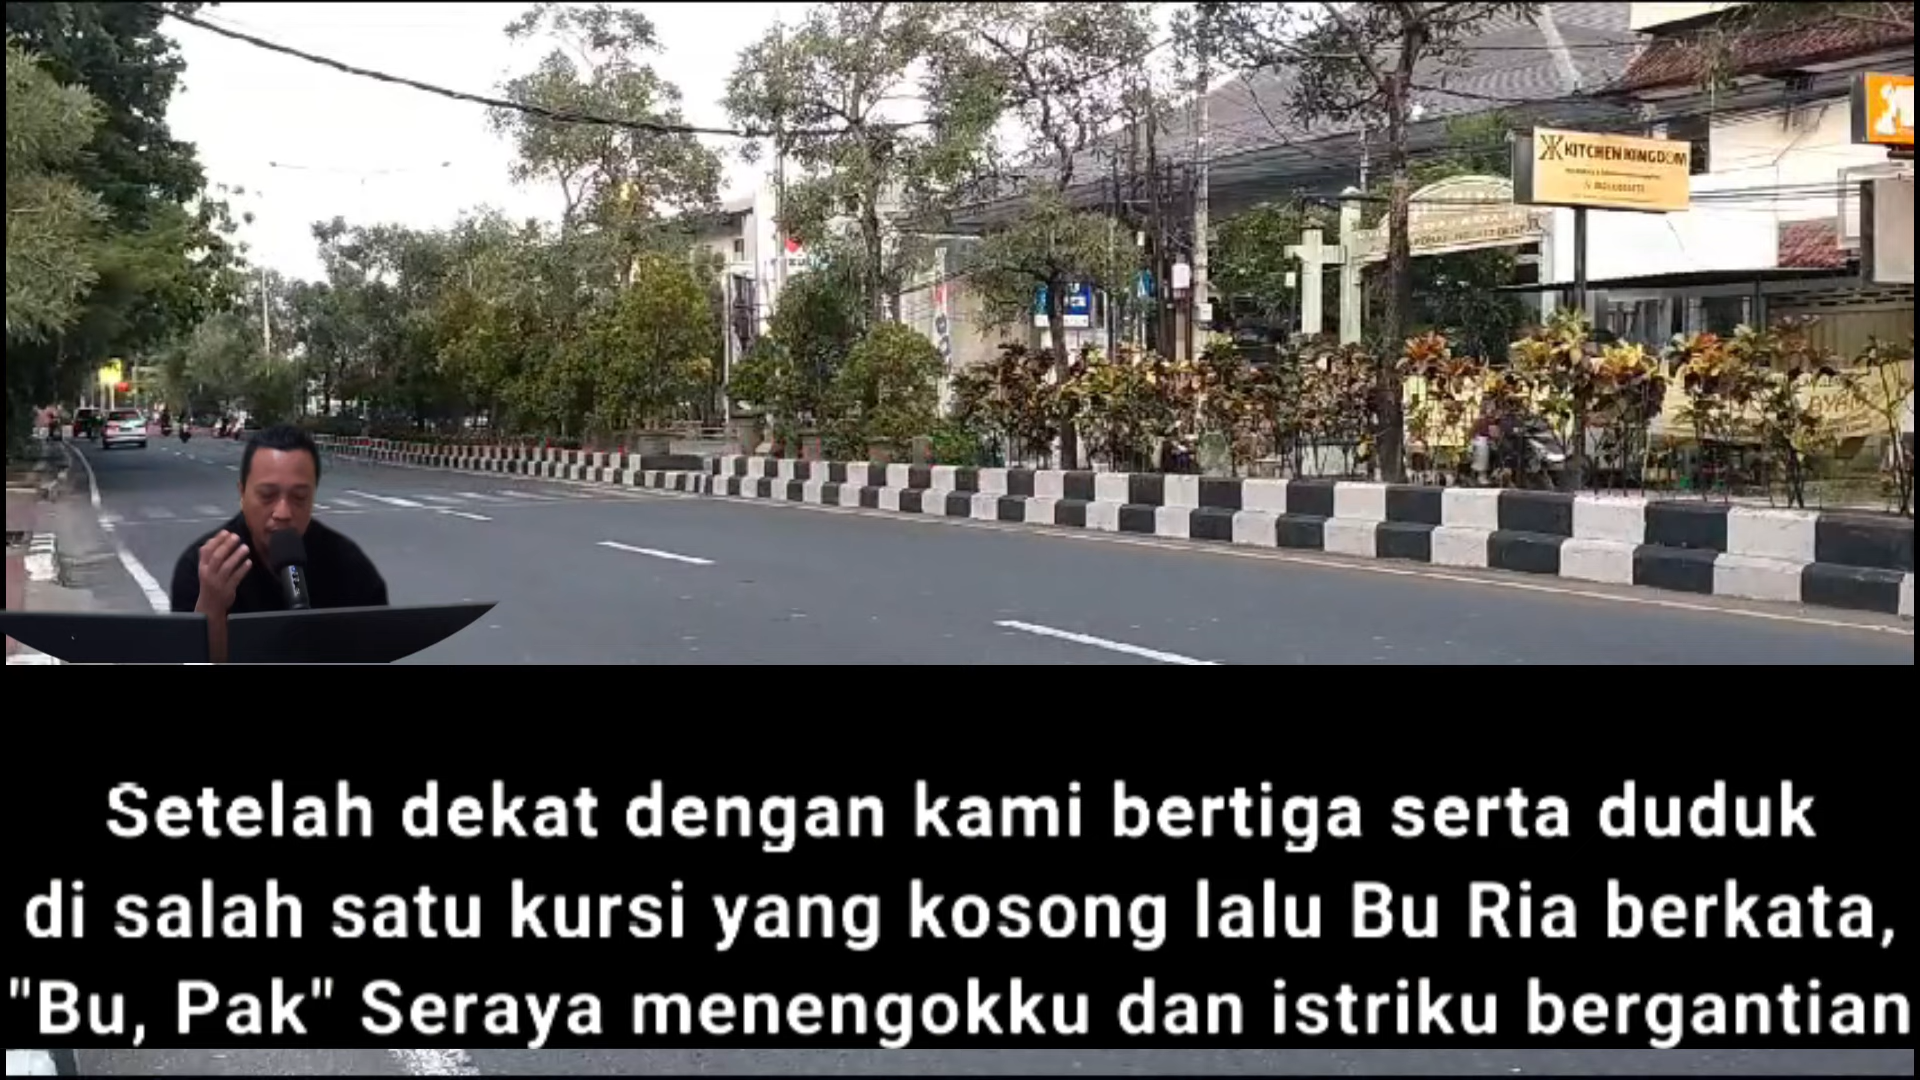 KITCHEN KINGDOM
Setelah dekat dengan kami bertiga serta duduk
di salah satu kursi yang kosong lalu Bu Ria berkata,
"Bu, Pak" Seraya menengokku dan istriku bergantian